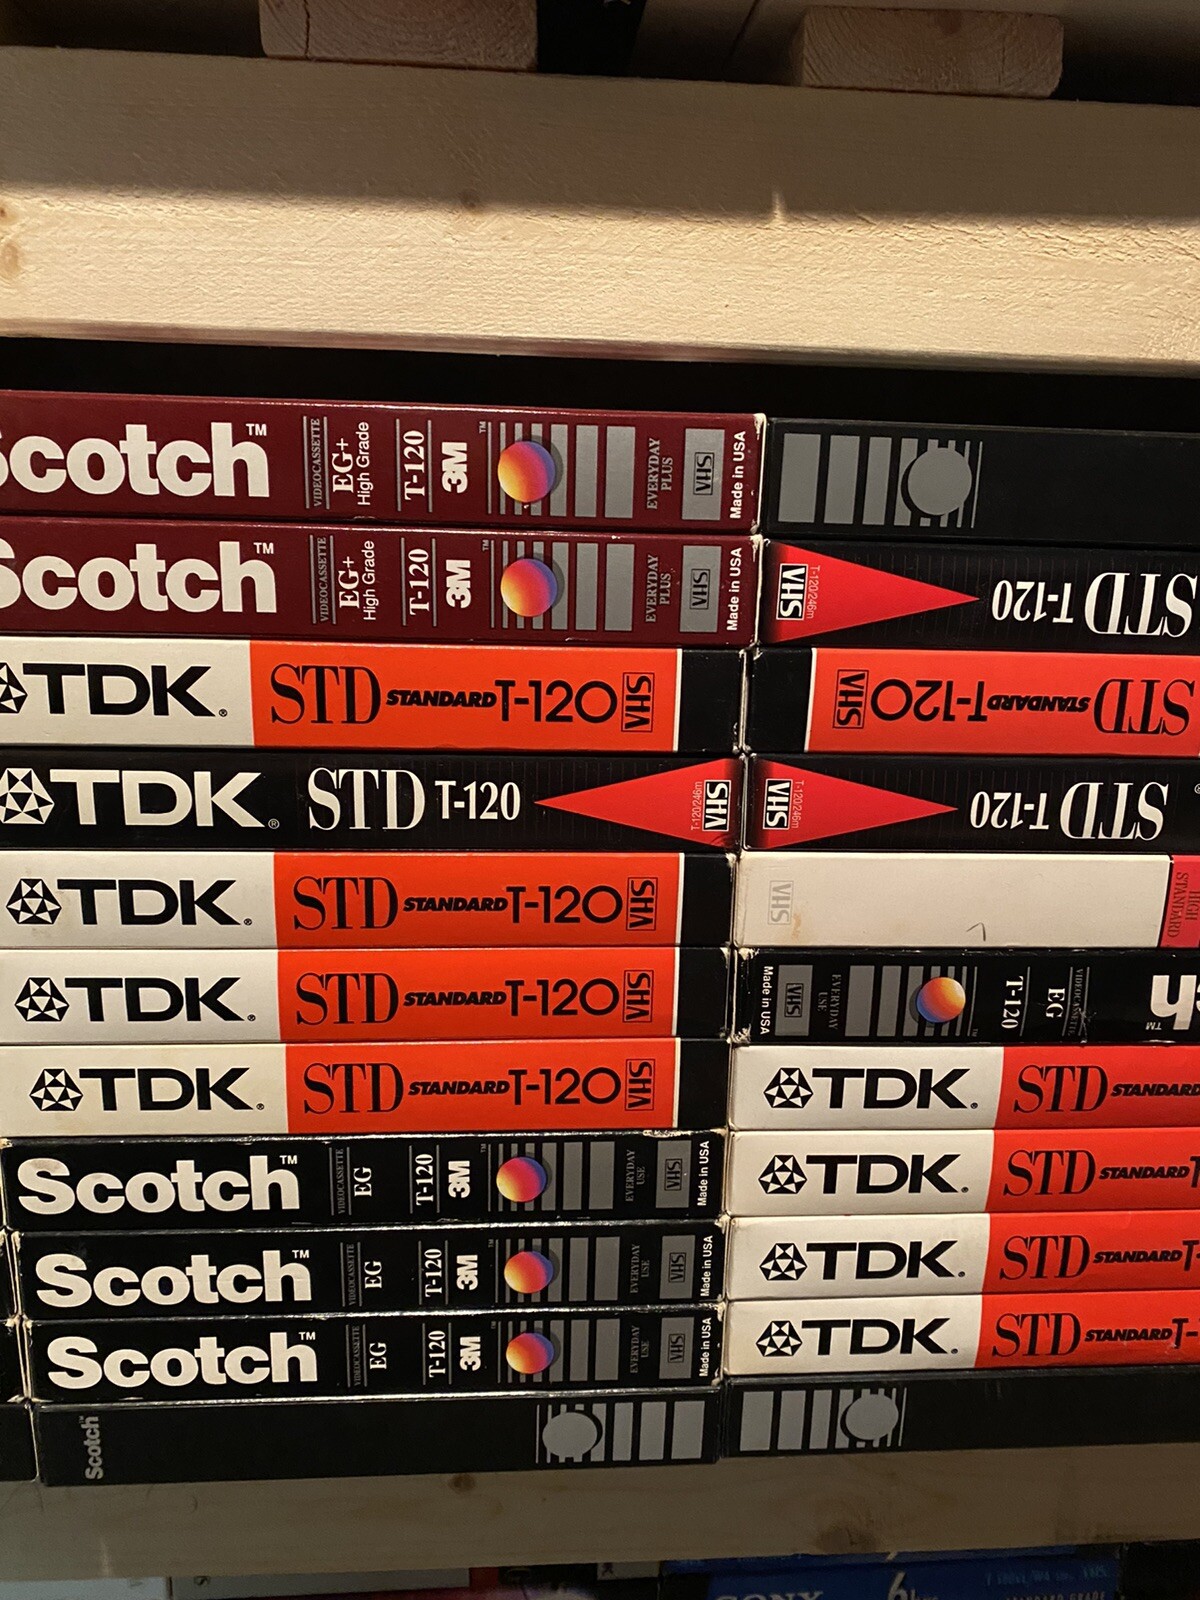 Scotch™ VIDEOCASSETTE EG+ High Grade T-120 3M™ EVERYDAY PLUS VHS Made in USA
Scotch™ VIDEOCASSETTE EG+ High Grade T-120 3M™ EVERYDAY PLUS VHS Made in USA
TDK® STD STANDARD T-120 VHS
TDK® STD T-120 T-120/246m VHS
TDK® STD STANDARD T-120 VHS
TDK® STD STANDARD T-120 VHS
TDK® STD STANDARD T-120 VHS
Scotch™ VIDEOCASSETTE EG T-120 3M™ EVERYDAY USE VHS Made in USA
Scotch™ VIDEOCASSETTE EG T-120 3M™ EVERYDAY USE VHS Made in USA
Scotch™ VIDEOCASSETTE EG T-120 3M™ EVERYDAY USE VHS Made in USA
Scotch
STD T-120 T-120/246m VHS
STD STANDARD T-120 VHS
STD T-120 T-120/246m VHS
HIGH STANDARD VHS
ch™ VIDEOCASSETTE EG T-120 ™ EVERYDAY USE VHS Made in USA
TDK® STD STANDARD
TDK® STD STANDARD T
TDK® STD STANDARD T-
TDK® STD STANDARD T-
SONY 6